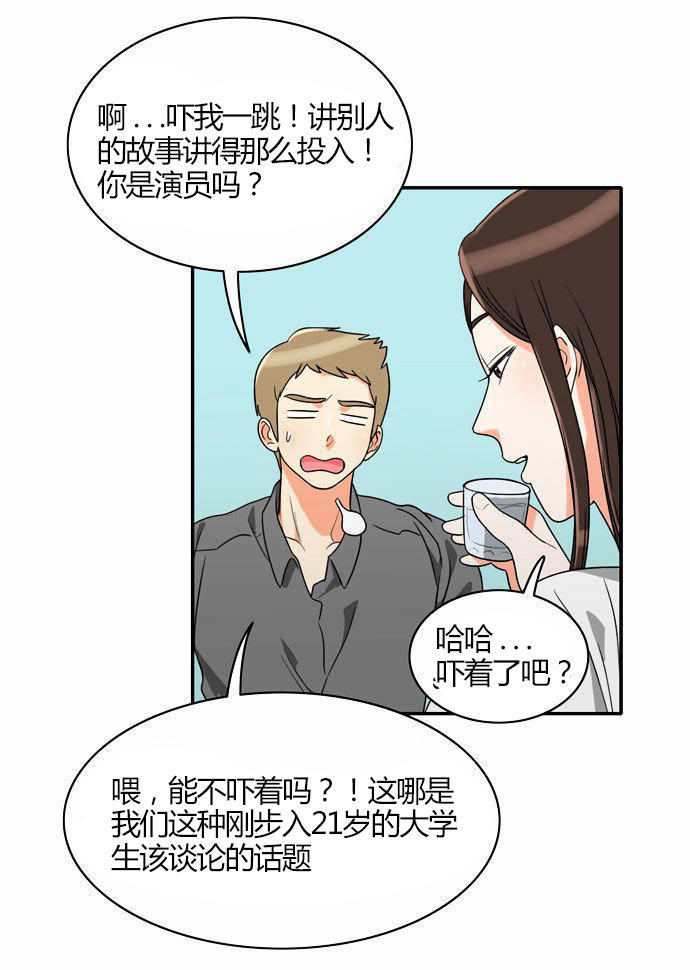 啊...吓我一跳！讲别人
的故事讲得那么投入！
你是演员吗？
哈哈...
吓着了吧？
喂，能不吓着吗？！这哪是
我们这种刚步入21岁的大学
生该谈论的话题